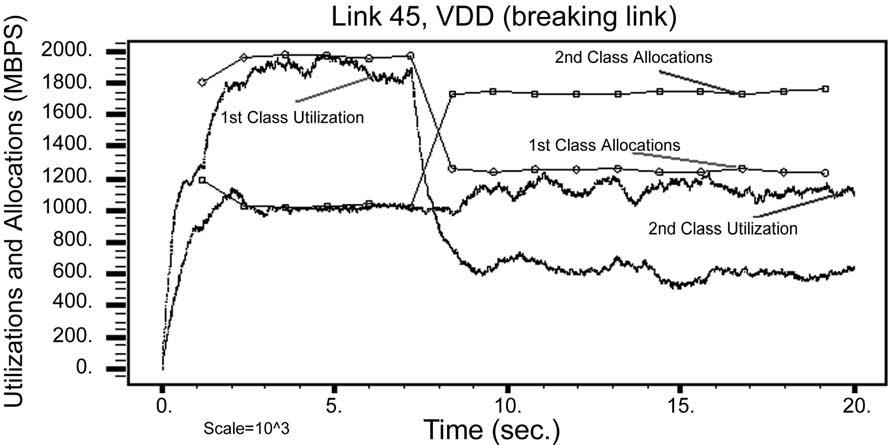 Link 45, VDD (breaking link)
Utilizations and Allocations (MBPS)
2000.
1800.
1600.
1400.
1200.
1000.
800.
600.
400.
200.
0.
2nd Class Allocations
1st Class Utilization
1st Class Allocations
2nd Class Utilization
0.
5.
10.
15.
20.
Scale=10^3
Time (sec.)